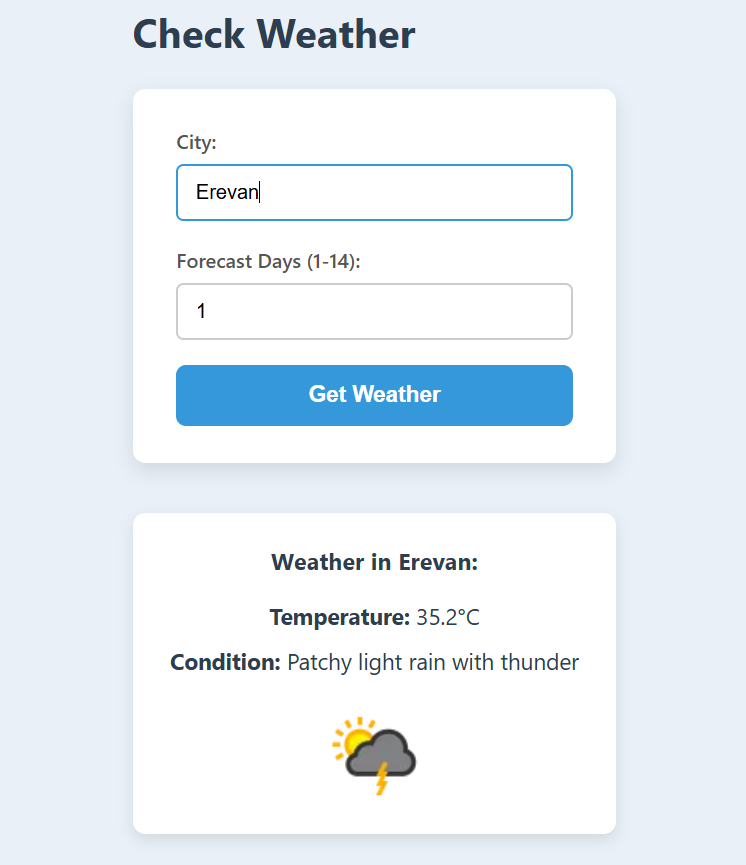 Check Weather
City:
Erevan
Forecast Days (1-14):
1
Get Weather
Weather in Erevan:
Temperature: 35.2°C
Condition: Patchy light rain with thunder